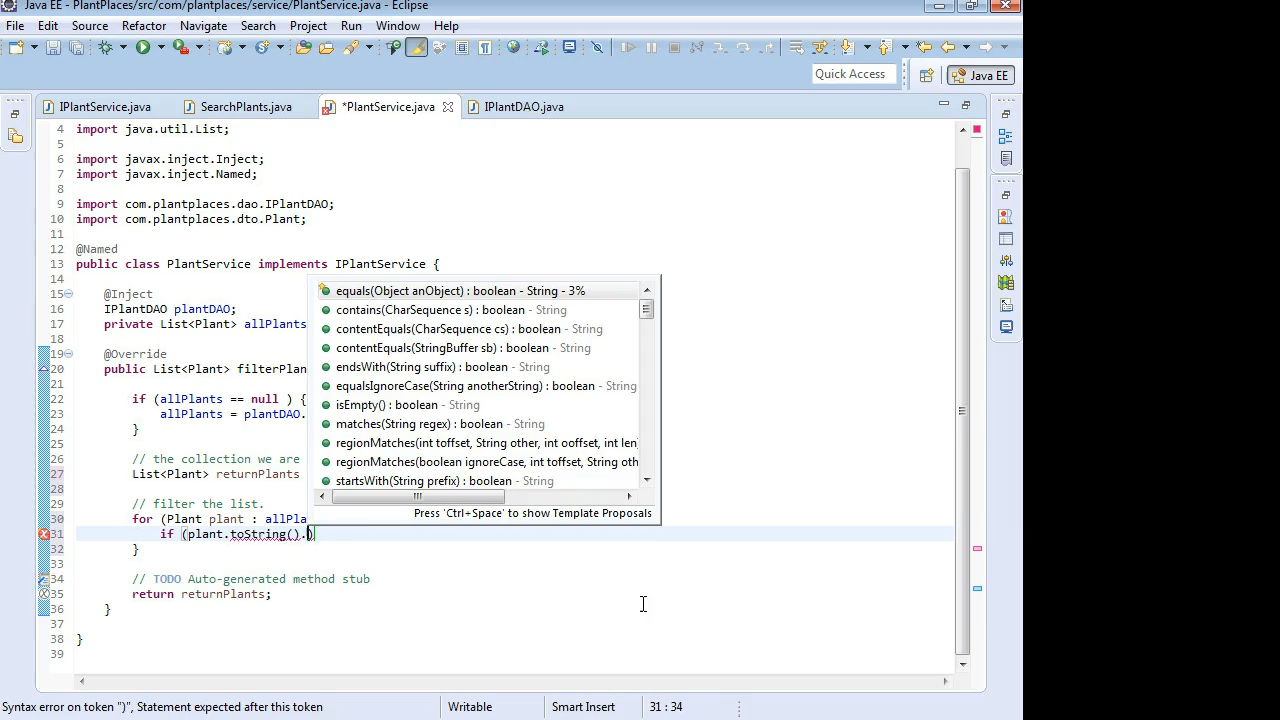 Java EE - PlantPlaces/src/com/plantplaces/service/PlantService.java - Eclipse
File Edit Source Refactor Navigate Search Project Run Window Help
Quick Access
Java EE
IPlantService.java SearchPlants.java *PlantService.java IPlantDAO.java
4 import java.util.List;
5
6 import javax.inject.Inject;
7 import javax.inject.Named;
8
9 import com.plantplaces.dao.IPlantDAO;
10 import com.plantplaces.dto.Plant;
11
12 @Named
13 public class PlantService implements IPlantService {
14
15 @Inject
16 IPlantDAO plantDAO;
17 private List<Plant> allPlants
18
19 @Override
20 public List<Plant> filterPlan
21
22 if (allPlants == null ) {
23 allPlants = plantDAO.
24 }
25
26 // the collection we are
27 List<Plant> returnPlants
28
29 // filter the list.
30 for (Plant plant : allPla
31 if (plant.toString().)
32 }
33
34 // TODO Auto-generated method stub
35 return returnPlants;
36 }
37
38 }
39
equals(Object anObject) : boolean - String - 3%
contains(CharSequence s) : boolean - String
contentEquals(CharSequence cs) : boolean - String
contentEquals(StringBuffer sb) : boolean - String
endsWith(String suffix) : boolean - String
equalsIgnoreCase(String anotherString) : boolean - String
isEmpty() : boolean - String
matches(String regex) : boolean - String
regionMatches(int toffset, String other, int ooffset, int len)
regionMatches(boolean ignoreCase, int toffset, String oth
startsWith(String prefix) : boolean - String
Press 'Ctrl+Space' to show Template Proposals
Syntax error on token ")", Statement expected after this token Writable Smart Insert 31 : 34